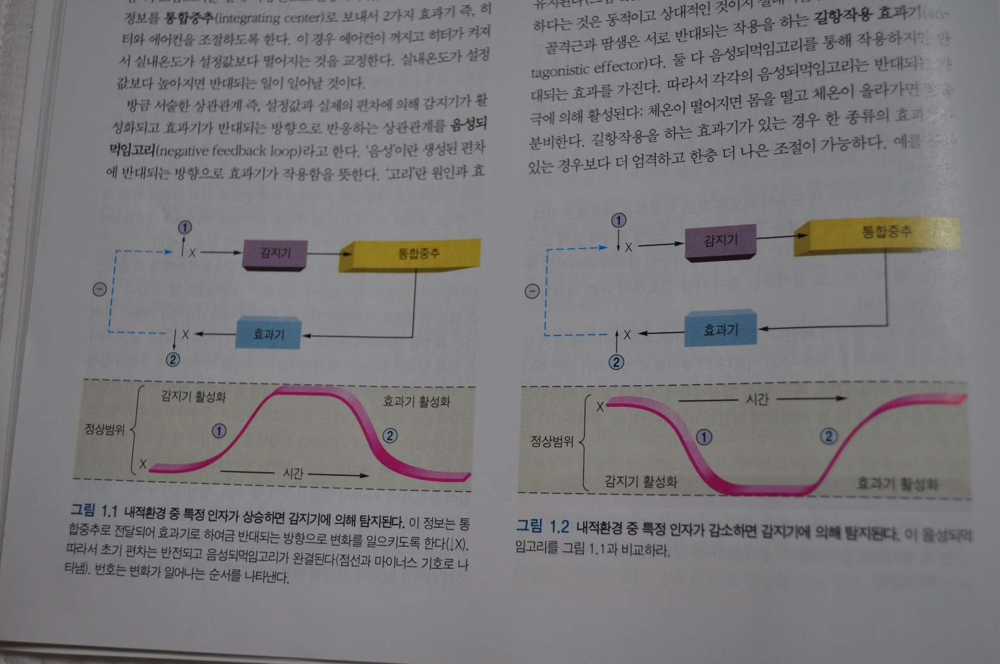 정보를 통합중추(integrating center)로 보내서 2가지 효과기 즉, 히
터와 에어컨을 조절하도록 한다. 이 경우 에어컨이 꺼지고 히터가 켜져
서 실내온도가 설정값보다 떨어지는 것을 교정한다. 실내온도가 설정
값보다 높아지면 반대되는 일이 일어날 것이다.
방금 서술한 상관관계 즉, 설정값과 실제의 편차에 의해 감지기가 활
성화되고 효과기가 반대되는 방향으로 반응하는 상관관계를 음성되
먹임고리(negative feedback loop)라고 한다. ‘음성’이란 생성된 편차
에 반대되는 방향으로 효과기가 작용함을 뜻한다. ‘고리’란 원인과 효
① X 감지기 통합중추
−
② X 효과기
감지기 활성화 효과기 활성화
정상범위 ① ②
X 시간
그림 1.1 내적환경 중 특정 인자가 상승하면 감지기에 의해 탐지된다. 이 정보는 통
합중추로 전달되어 효과기로 하여금 반대되는 방향으로 변화를 일으키도록 한다(↓X).
따라서 초기 편차는 반전되고 음성되먹임고리가 완결된다(점선과 마이너스 기호로 나
타냄). 번호는 변화가 일어나는 순서를 나타낸다.
하다는 것은 동적이고 상대적인 것이지
골격근과 땀샘은 서로 반대되는 작용을 하는 길항작용 효과기(an-
tagonistic effector)다. 둘 다 음성되먹임고리를 통해 작용하지만 반
대되는 효과를 가진다. 따라서 각각의 음성되먹임고리는 반대되는
극에 의해 활성된다: 체온이 떨어지면 몸을 떨고 체온이 올라가면
분비한다. 길항작용을 하는 효과기가 있는 경우 한 종류의
있는 경우보다 더 엄격하고 한층 더 나은 조절이 가능하다. 예를
① X 감지기 통합중추
−
② X 효과기
X 시간
정상범위 ① ②
감지기 활성화 효과기 활성화
그림 1.2 내적환경 중 특정 인자가 감소하면 감지기에 의해 탐지된다. 이 음성되먹
임고리를 그림 1.1과 비교하라.